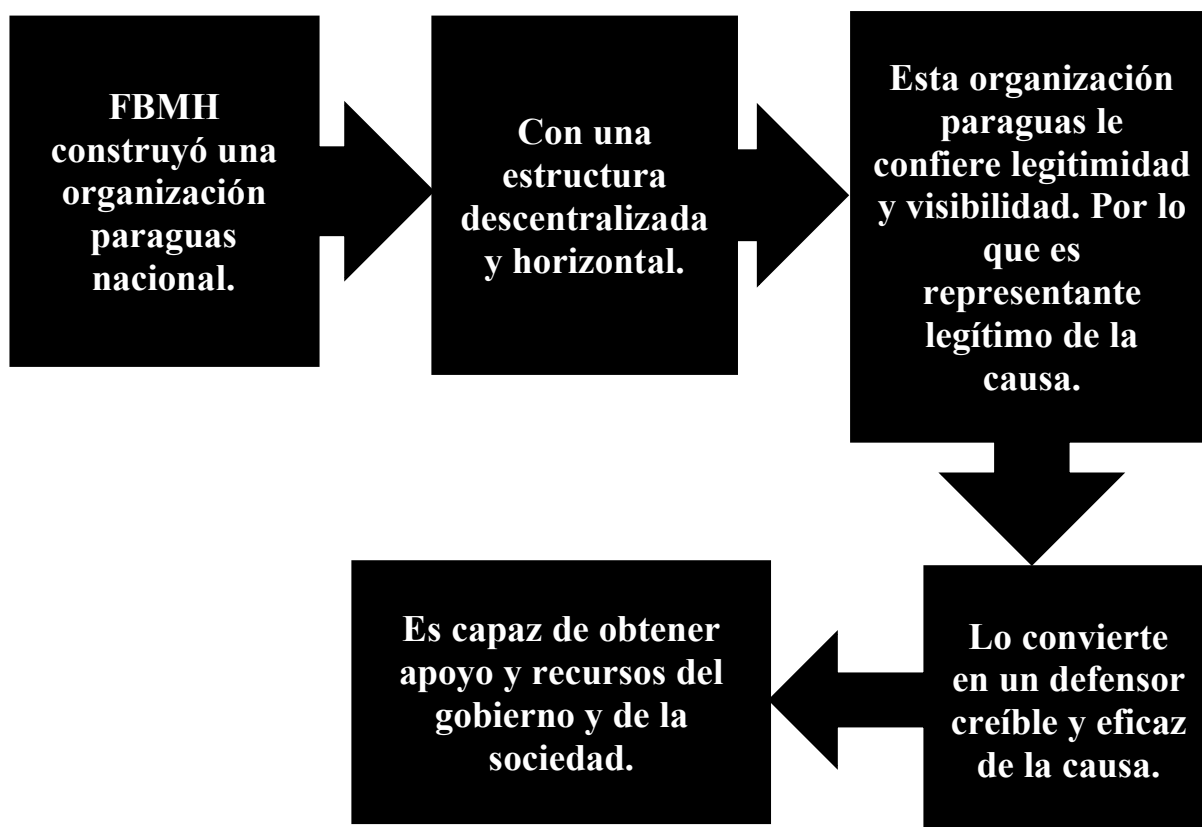 FBMH
construyó una
organización
paraguas
nacional.
Con una
estructura
descentralizada
y horizontal.
Esta organización
paraguas le
confiere legitimidad
y visibilidad. Por lo
que es
representante
legítimo de la
causa.
Lo convierte
en un defensor
creíble y eficaz
de la causa.
Es capaz de obtener
apoyo y recursos del
gobierno y de la
sociedad.